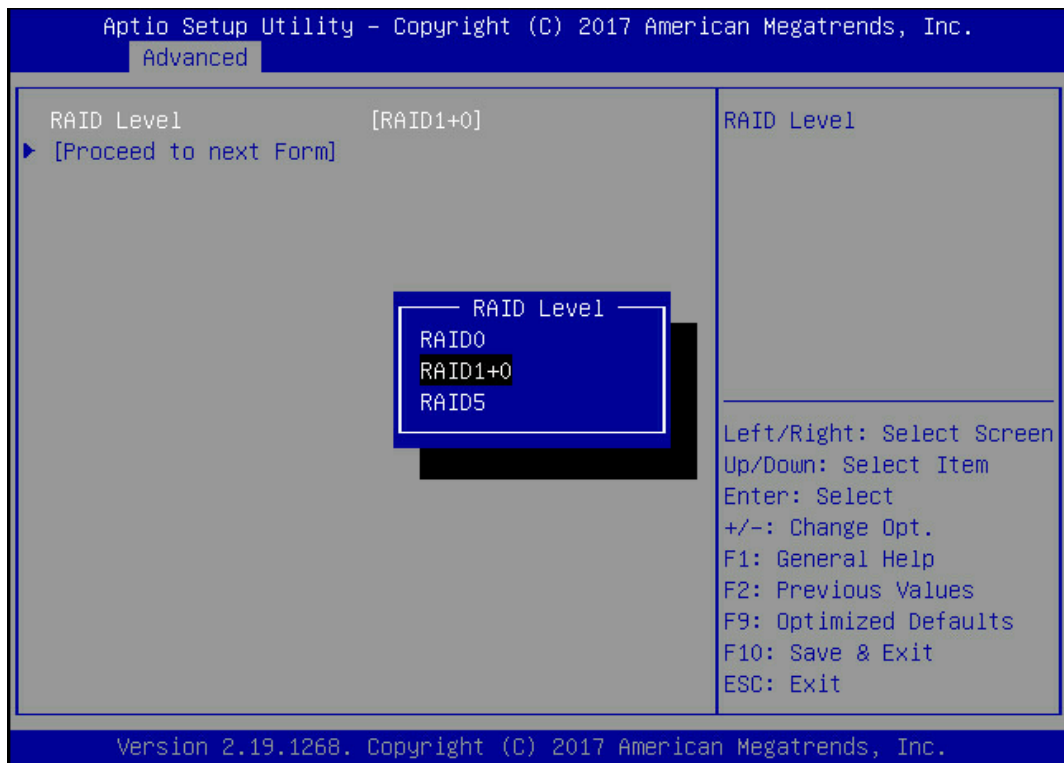 Aptio Setup Utility – Copyright (C) 2017 American Megatrends, Inc.
Advanced
RAID Level [RAID1+0]
[Proceed to next Form]
RAID Level
RAID Level
RAID0
RAID1+0
RAID5
Left/Right: Select Screen
Up/Down: Select Item
Enter: Select
+/-: Change Opt.
F1: General Help
F2: Previous Values
F9: Optimized Defaults
F10: Save & Exit
ESC: Exit
Version 2.19.1268. Copyright (C) 2017 American Megatrends, Inc.